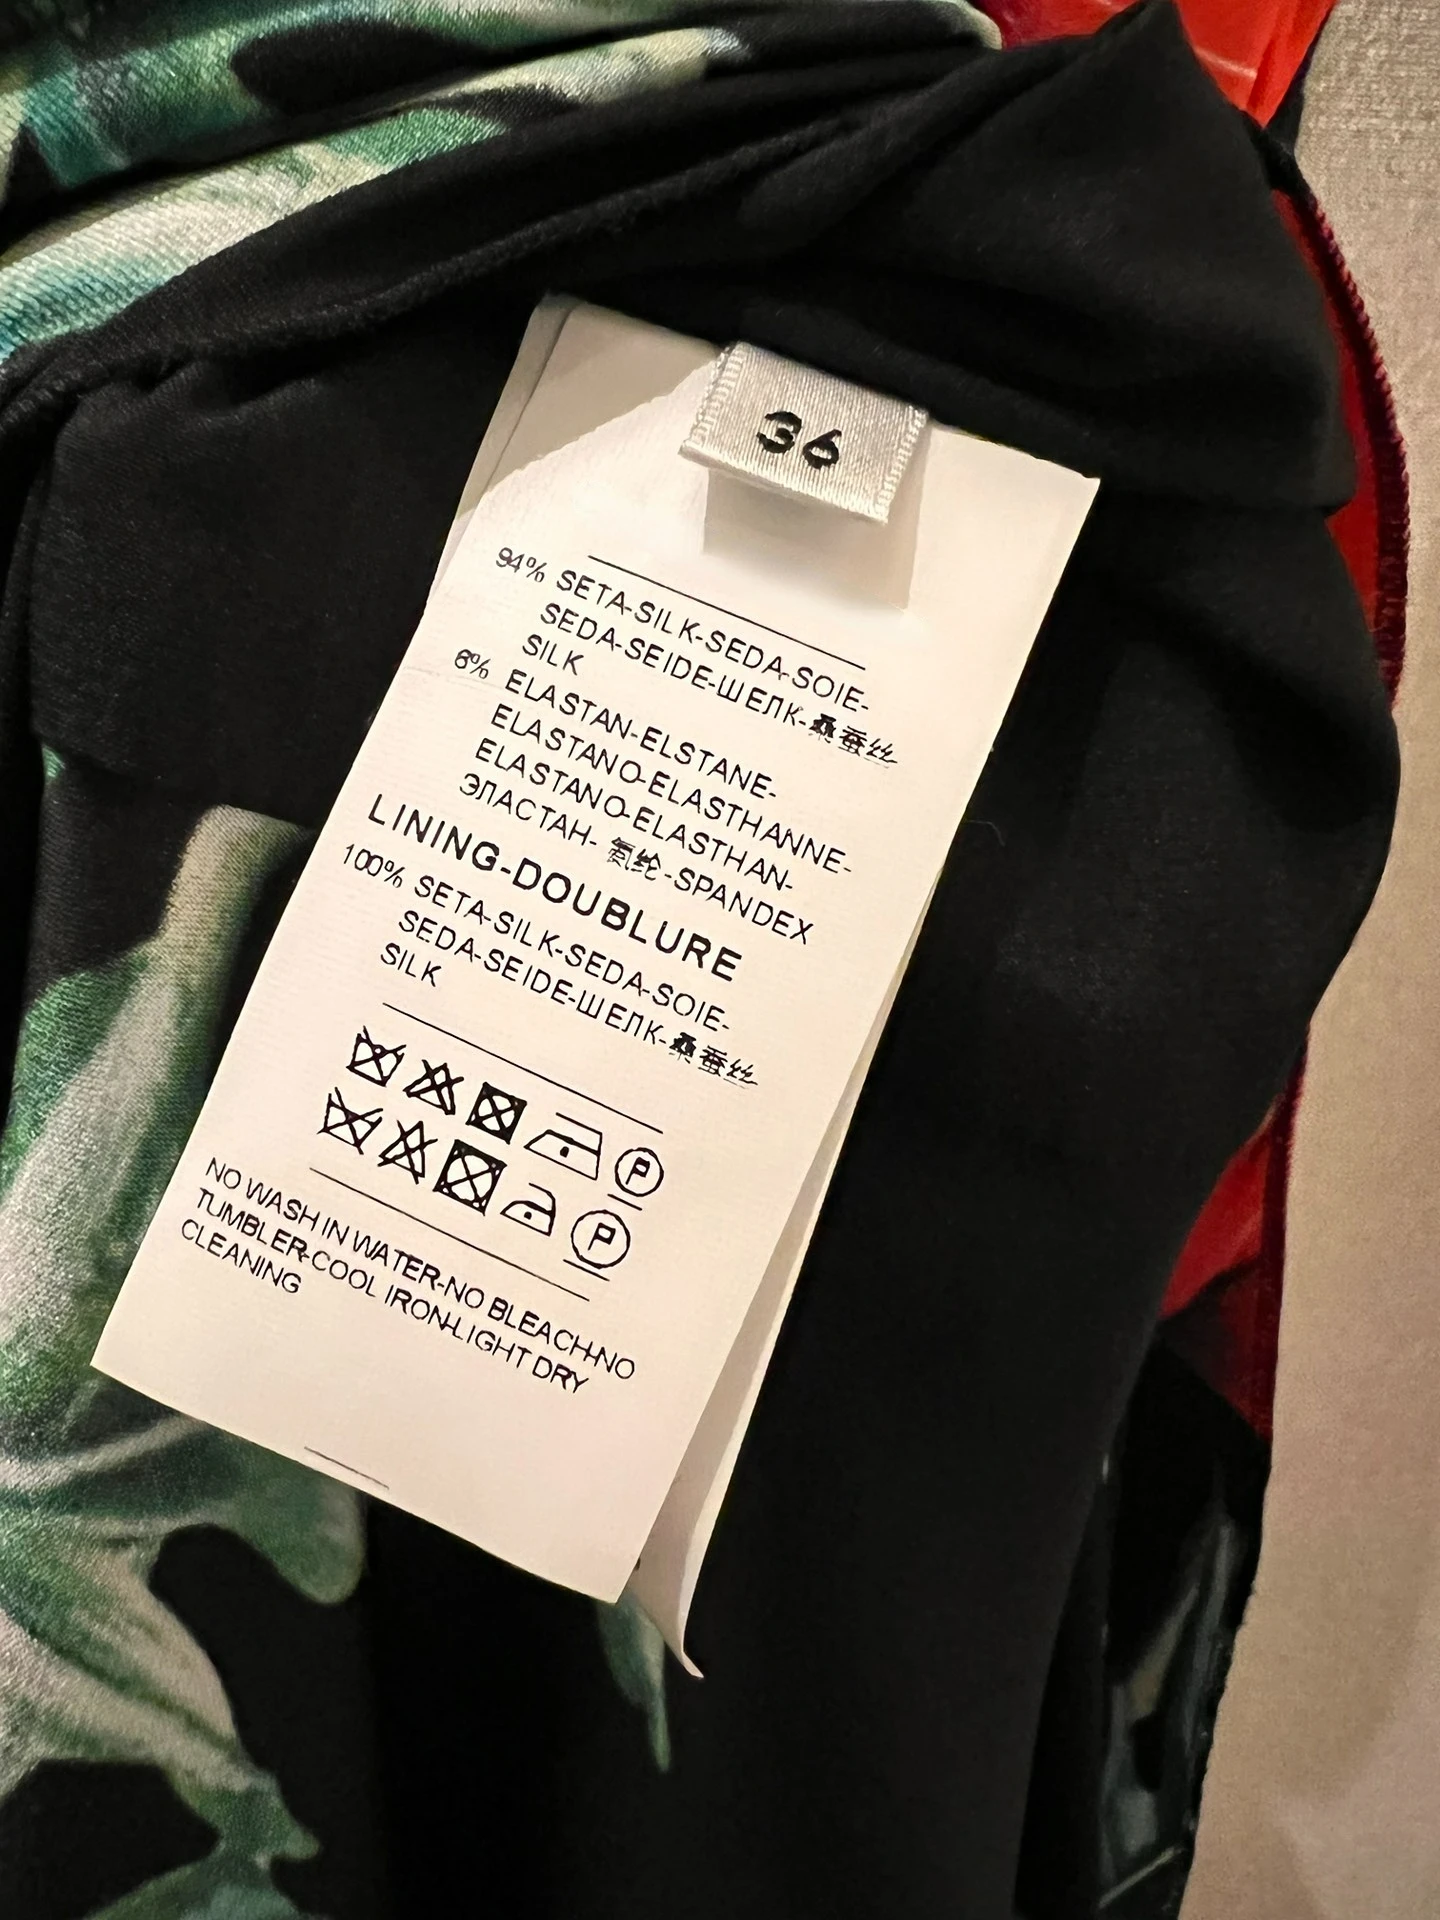 36
94% SETA-SILK-SEDA-SOIE-
SEDA-SEIDE-ШЕЛК-桑蚕丝
SILK
6% ELASTAN-ELSTANE-
ELASTANO-ELASTHANNE-
ELASTANO-ELASTHAN-
ЭЛАСТАН- 氨纶 -SPANDEX
LINING-DOUBLURE
100% SETA-SILK-SEDA-SOIE-
SEDA-SEIDE-ШЕЛК-桑蚕丝
SILK
P
P
NO WASH IN WATER-NO BLEACH-NO
TUMBLER-COOL IRON-LIGHT DRY
CLEANING